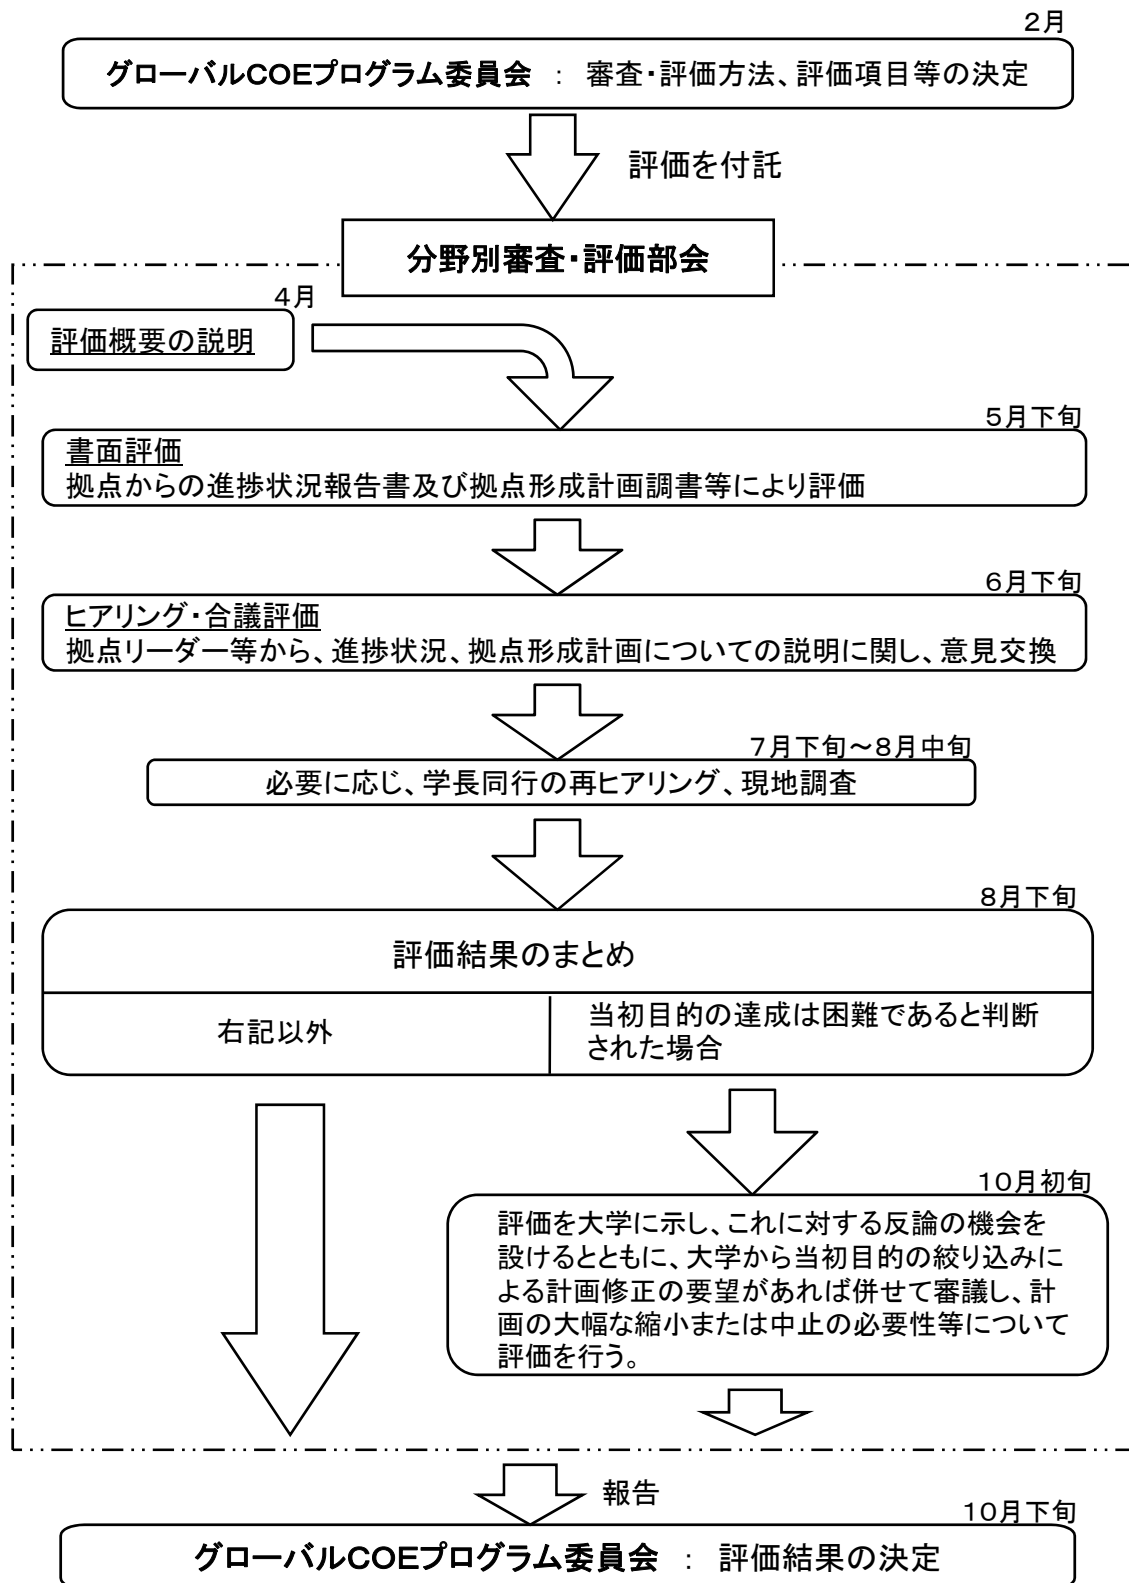 2月
グローバルCOEプログラム委員会 : 審査・評価方法、評価項目等の決定
評価を付託
分野別審査・評価部会
4月
評価概要の説明
5月下旬
書面評価
拠点からの進捗状況報告書及び拠点形成計画調書等により評価
6月下旬
ヒアリング・合議評価
拠点リーダー等から、進捗状況、拠点形成計画についての説明に関し、意見交換
7月下旬~8月中旬
必要に応じ、学長同行の再ヒアリング、現地調査
8月下旬
評価結果のまとめ
右記以外
当初目的の達成は困難であると判断
された場合
10月初旬
評価を大学に示し、これに対する反論の機会を
設けるとともに、大学から当初目的の絞り込みに
よる計画修正の要望があれば併せて審議し、計
画の大幅な縮小または中止の必要性等について
評価を行う。
報告
10月下旬
グローバルCOEプログラム委員会 : 評価結果の決定